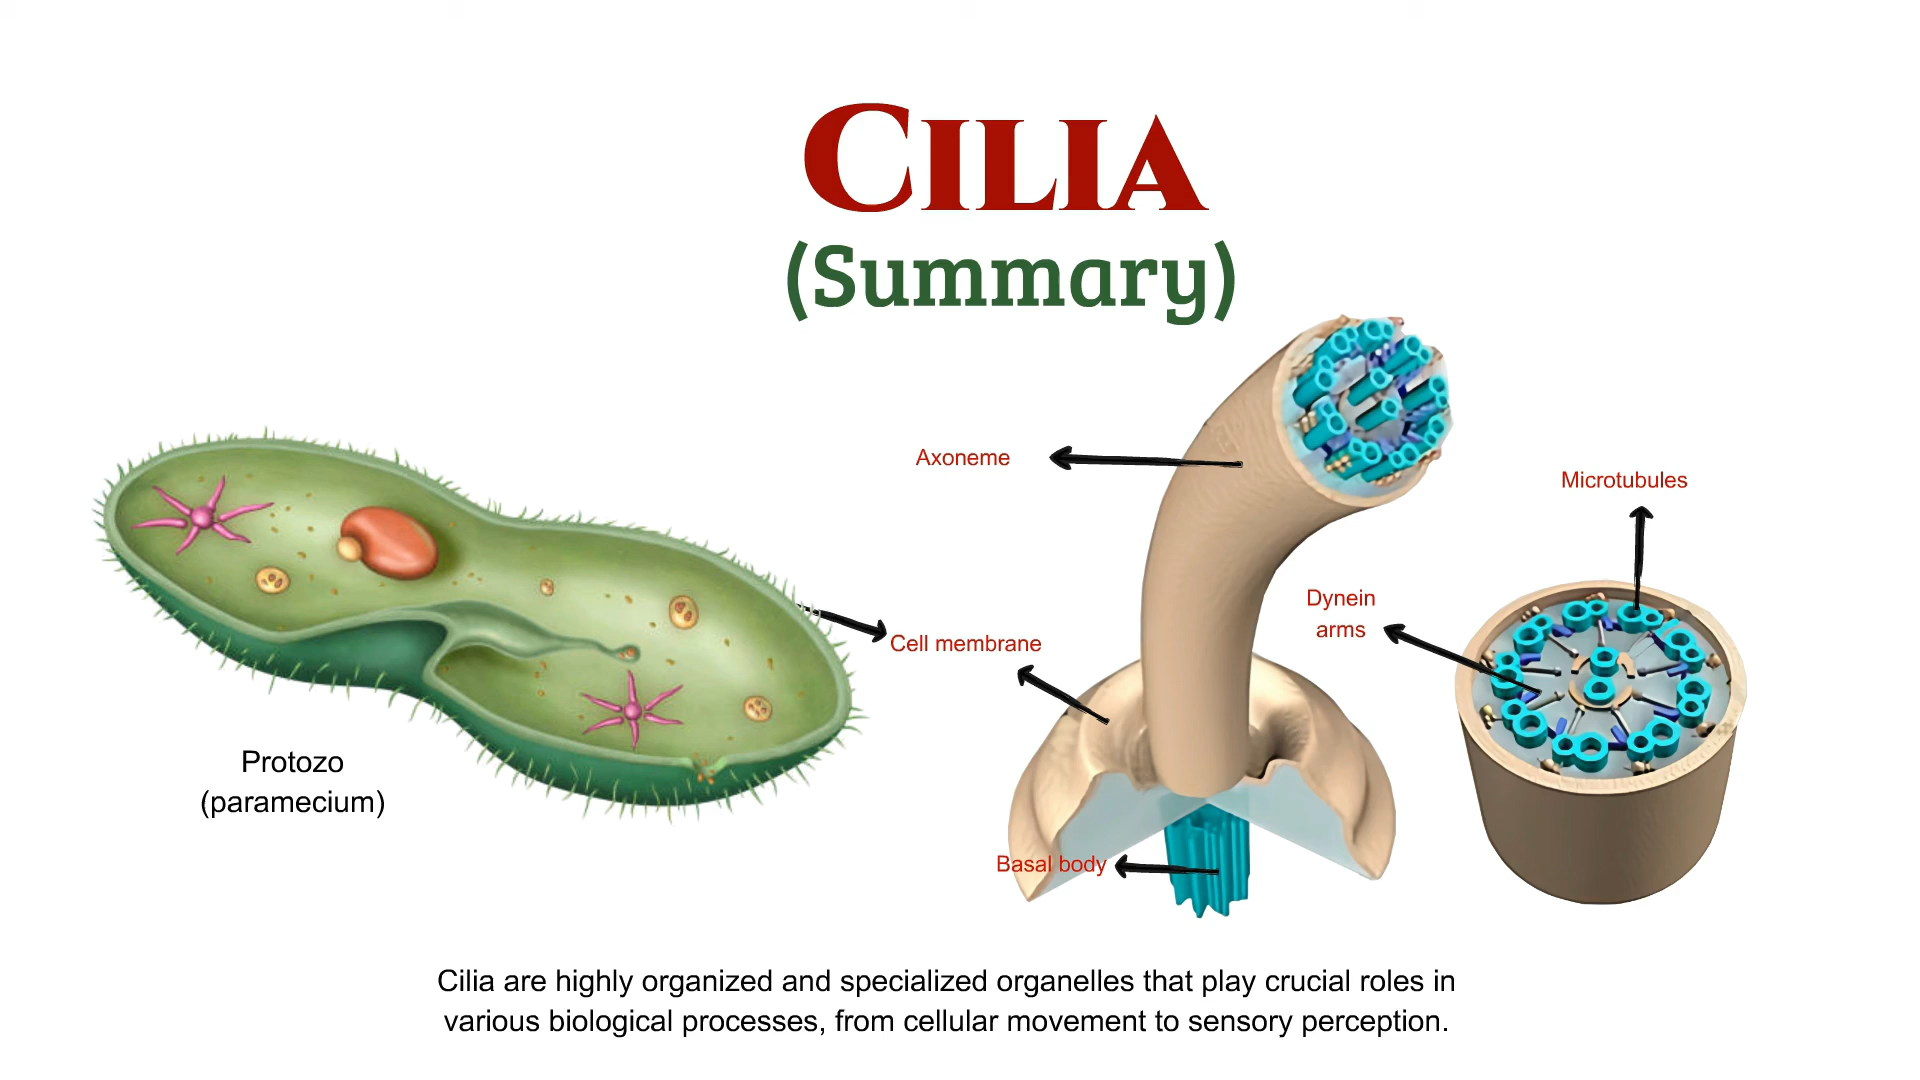 CILIA
(Summary)
Axoneme
Microtubules
Dynein
arms
Cell membrane
Protozo
(paramecium)
Basal body
Cilia are highly organized and specialized organelles that play crucial roles in
various biological processes, from cellular movement to sensory perception.